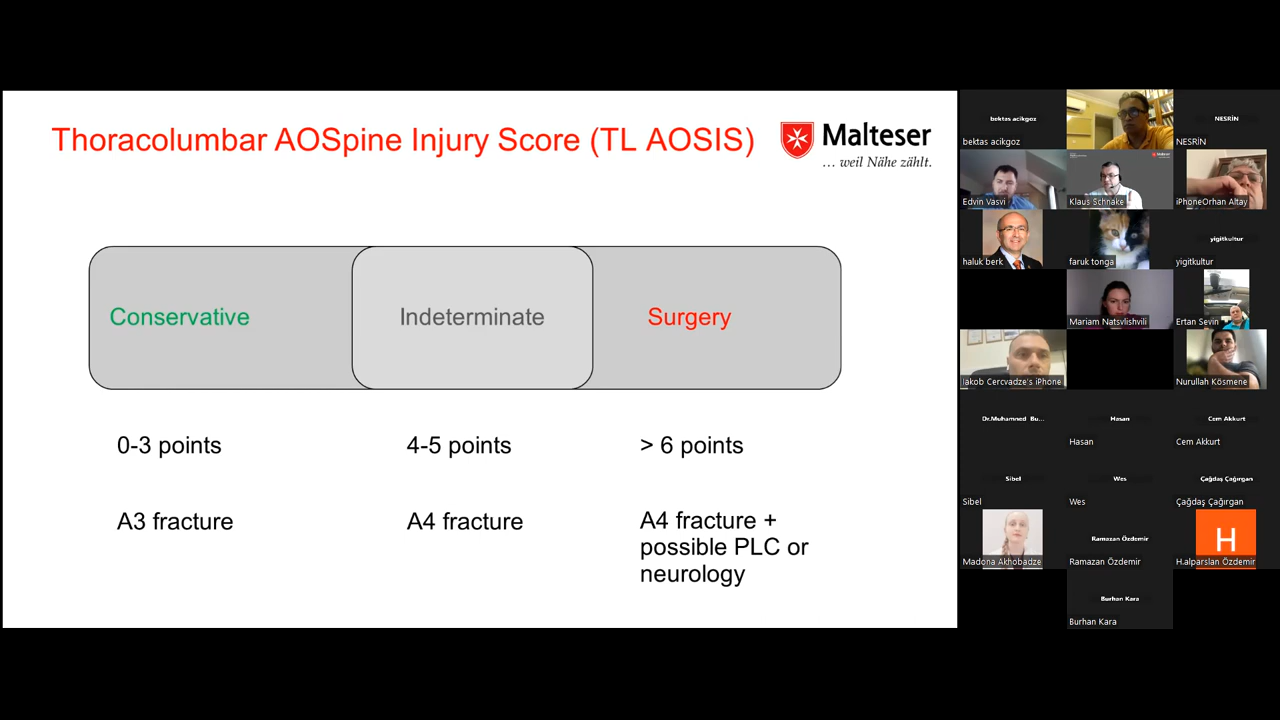 Thoracolumbar AOSpine Injury Score (TL AOSIS)
Malteser
... weil Nähe zählt.
Conservative
Indeterminate
Surgery
0-3 points
4-5 points
> 6 points
A3 fracture
A4 fracture
A4 fracture +
possible PLC or
neurology
bektas acikgoz
bektas acikgoz
NESRİN
NESRİN
Edvin Vasvi
Klaus Schnake
iPhoneOrhan Altay
haluk berk
faruk tonga
yigitkultur
yigitkultur
Mariam Natsvlishvili
Ertan Sevin
Iakob Cercvadze's iPhone
Nurullah Kösmene
Dr.Muhamned Bu...
Hasan
Hasan
Cem Akkurt
Cem Akkurt
Sibel
Sibel
Wes
Wes
Çağdaş Çağırgan
Çağdaş Çağırgan
Madona Akhobadze
Ramazan Özdemir
Ramazan Özdemir
H
H.alparslan Özdemir
Burhan Kara
Burhan Kara